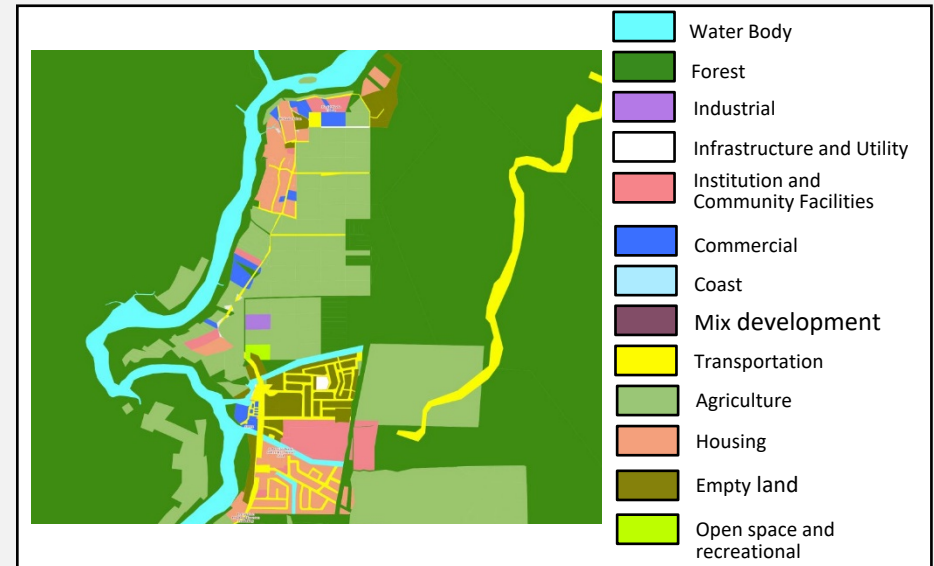 Water Body
Forest
Industrial
Infrastructure and Utility
Institution and
Community Facilities
Commercial
Coast
Mix development
Transportation
Agriculture
Housing
Empty land
Open space and
recreational